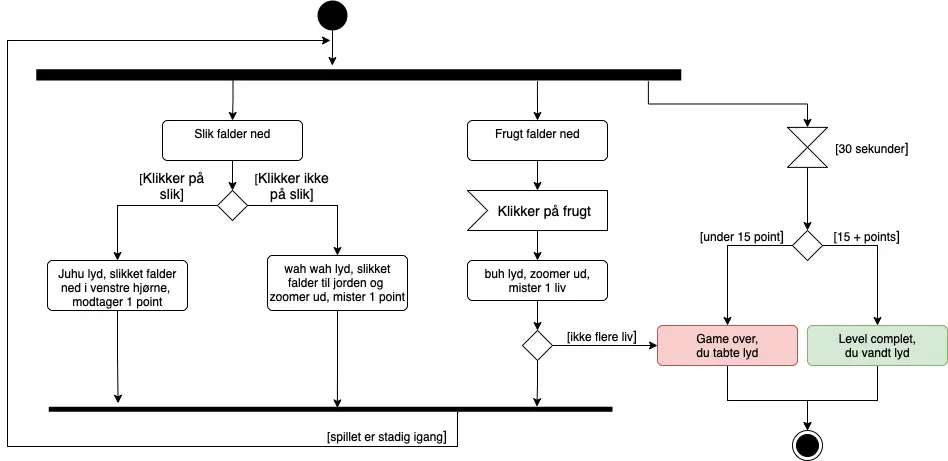 Slik falder ned
Frugt falder ned
[30 sekunder]
[Klikker på
slik]
[Klikker ikke
på slik]
Klikker på frugt
[under 15 point]
[15 + points]
Juhu lyd, slikket falder
ned i venstre hjørne,
modtager 1 point
wah wah lyd, slikket
falder til jorden og
zoomer ud, mister 1 point
buh lyd, zoomer ud,
mister 1 liv
[ikke flere liv]
Game over,
du tabte lyd
Level complet,
du vandt lyd
[spillet er stadig igang]